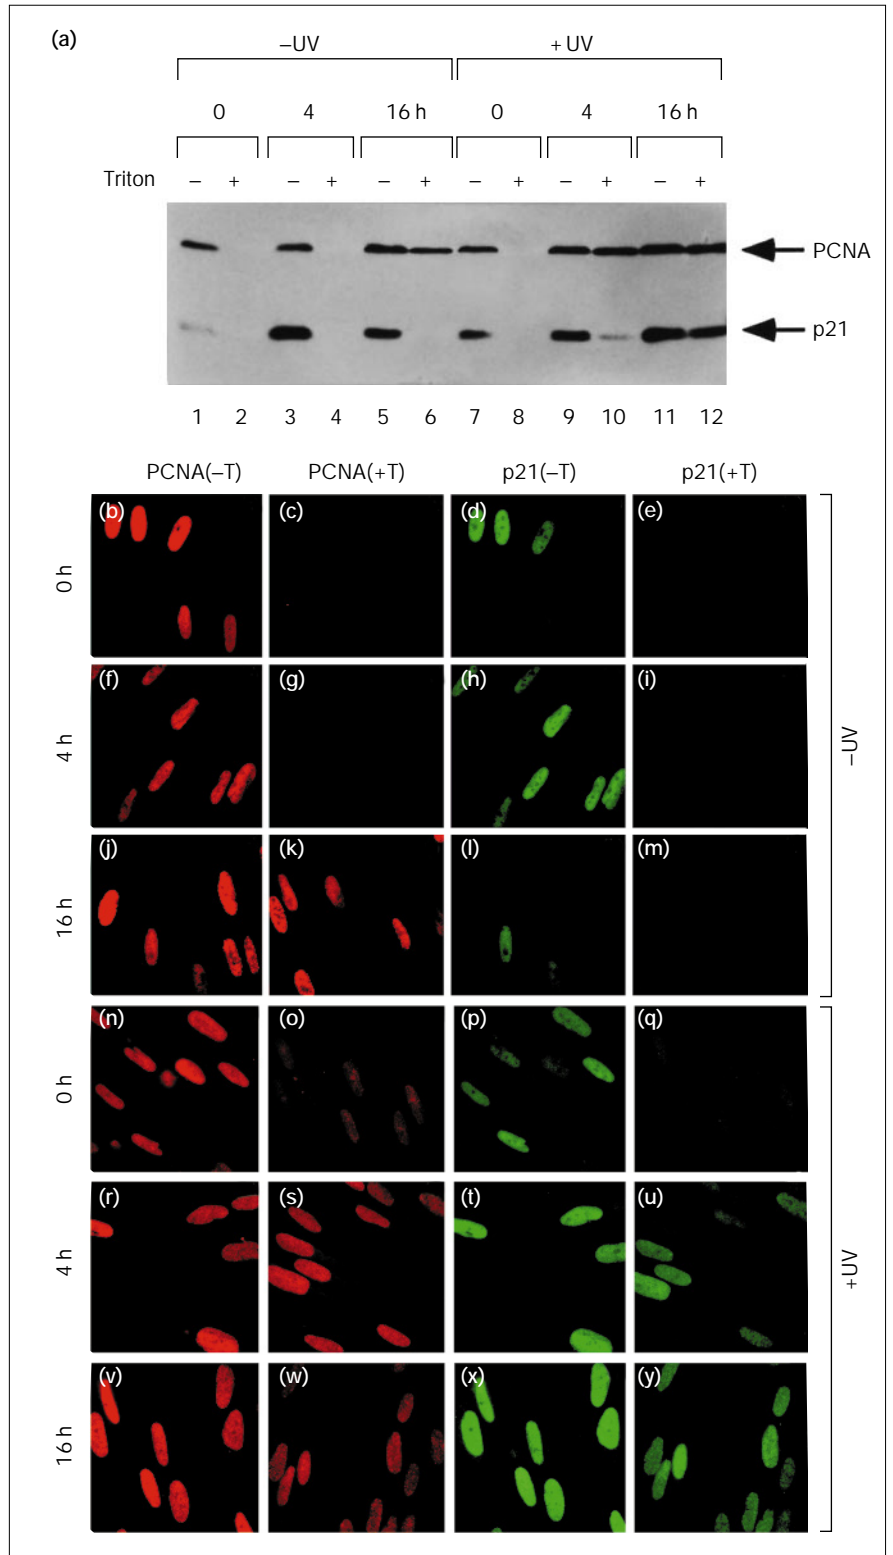 (a)
−UV + UV
0 4 16 h 0 4 16 h
Triton − + − + − + − + − + − +
PCNA
p21
1 2 3 4 5 6 7 8 9 10 11 12
PCNA(−T) PCNA(+T) p21(−T) p21(+T)
0 h (b) (c) (d) (e)
4 h (f) (g) (h) (i)
−UV
16 h (j) (k) (l) (m)
0 h (n) (o) (p) (q)
4 h (r) (s) (t) (u)
+UV
16 h (v) (w) (x) (y)